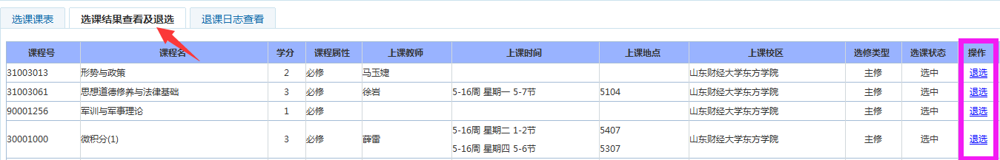 选课课表 选课结果查看及退选 退课日志查看
课程号 课程名 学分 课程属性 上课教师 上课时间 上课地点 上课校区 选修类型 选课状态 操作
31003013 形势与政策 2 必修 马玉婕 山东财经大学东方学院 主修 选中 退选
31003061 思想道德修养与法律基础 3 必修 徐岩 5-16周 星期一 5-7节 5104 山东财经大学东方学院 主修 选中 退选
90001256 军训与军事理论 1 必修 山东财经大学东方学院 主修 选中 退选
30001000 微积分(1) 3 必修 薛雷 5-16周 星期二 1-2节 5407 山东财经大学东方学院 主修 选中 退选
5-16周 星期四 5-6节 5307